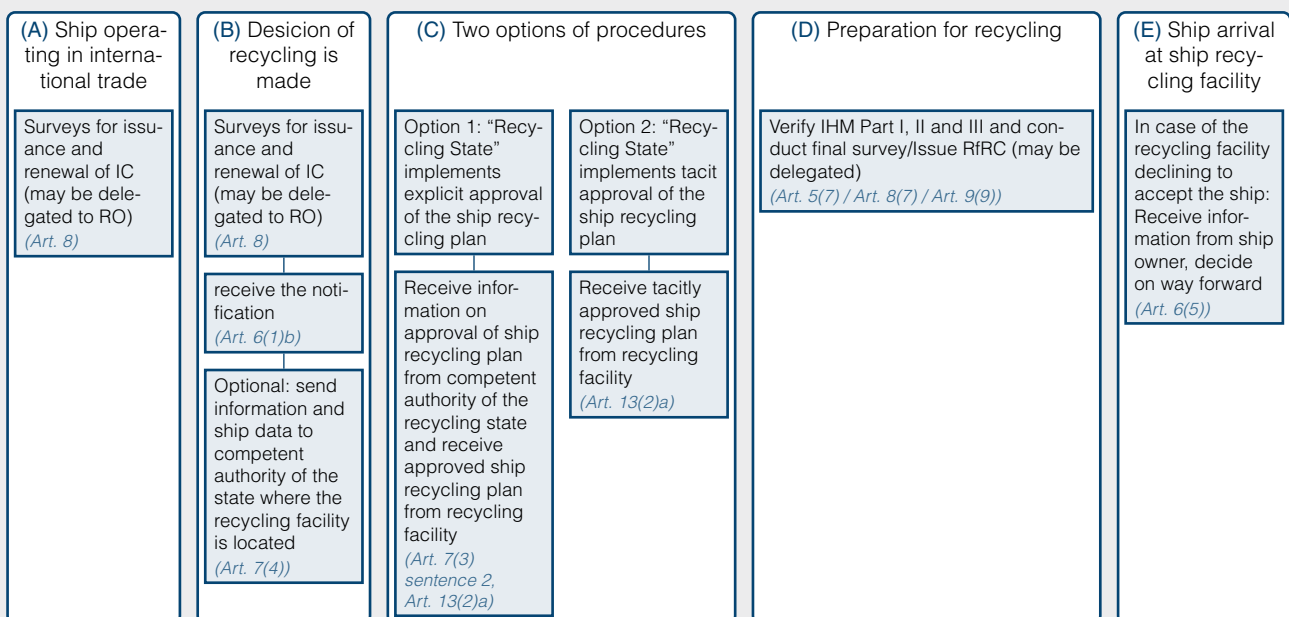 (A) Ship opera-
ting in interna-
tional trade
Surveys for issu-
ance and
renewal of IC
(may be dele-
gated to RO)
(Art. 8)
(B) Desicion of
recycling is
made
Surveys for issu-
ance and
renewal of IC
(may be dele-
gated to RO)
(Art. 8)
receive the noti-
fication
(Art. 6(1)b)
Optional: send
information and
ship data to
competent
authority of the
state where the
recycling facility
is located
(Art. 7(4))
(C) Two options of procedures
Option 1: “Recy-
cling State”
implements
explicit approval
of the ship recy-
cling plan
Receive infor-
mation on
approval of ship
recycling plan
from competent
authority of the
recycling state
and receive
approved ship
recycling plan
from recycling
facility
(Art. 7(3)
sentence 2,
Art. 13(2)a)
Option 2: “Recy-
cling State”
implements tacit
approval of the
ship recycling
plan
Receive tacitly
approved ship
recycling plan
from recycling
facility
(Art. 13(2)a)
(D) Preparation for recycling
Verify IHM Part I, II and III and con-
duct final survey/Issue RfRC (may be
delegated)
(Art. 5(7) / Art. 8(7) / Art. 9(9))
(E) Ship arrival
at ship recy-
cling facility
In case of the
recycling facility
declining to
accept the ship:
Receive infor-
mation from ship
owner, decide
on way forward
(Art. 6(5))